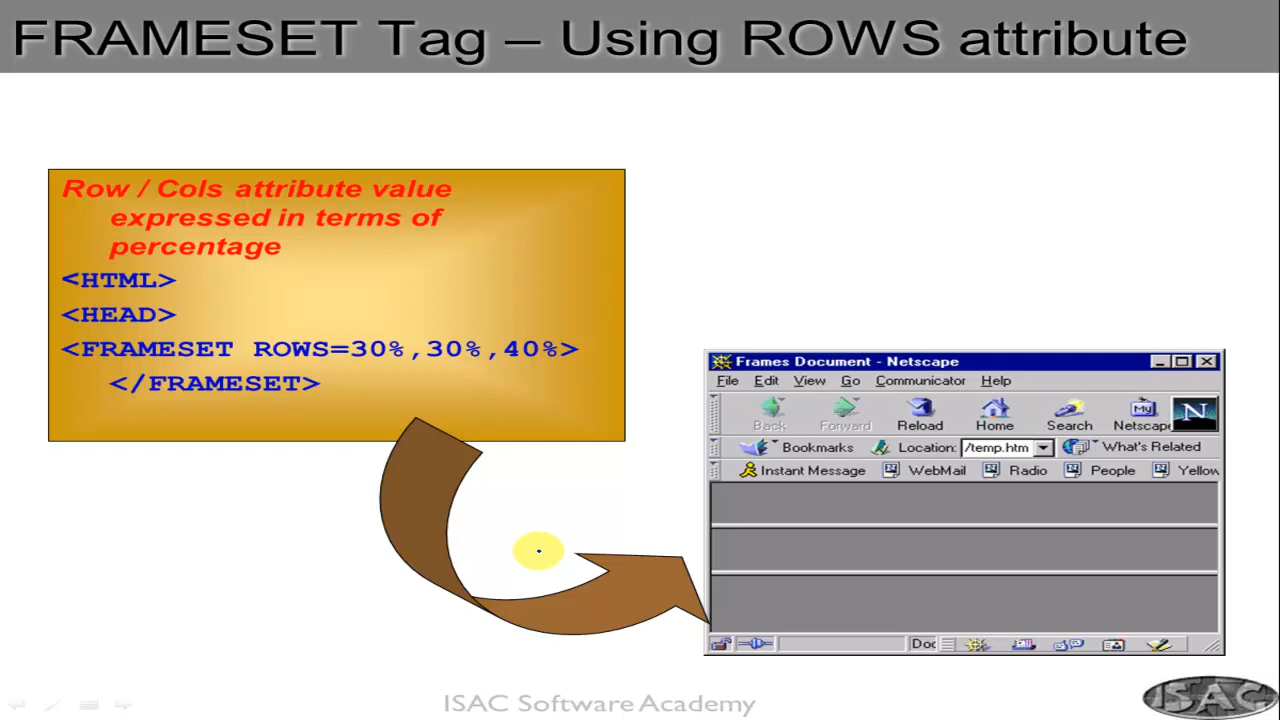 FRAMESET Tag – Using ROWS attribute
Row / Cols attribute value
expressed in terms of
percentage
<HTML>
<HEAD>
<FRAMESET ROWS=30%,30%,40%>
</FRAMESET>
Frames Document - Netscape
File Edit View Go Communicator Help
Back Forward Reload Home Search Netscape
My
N
Bookmarks Location: /temp.htm What's Related
Instant Message WebMail Radio People Yellow
Doc
ISAC Software Academy
ISAC